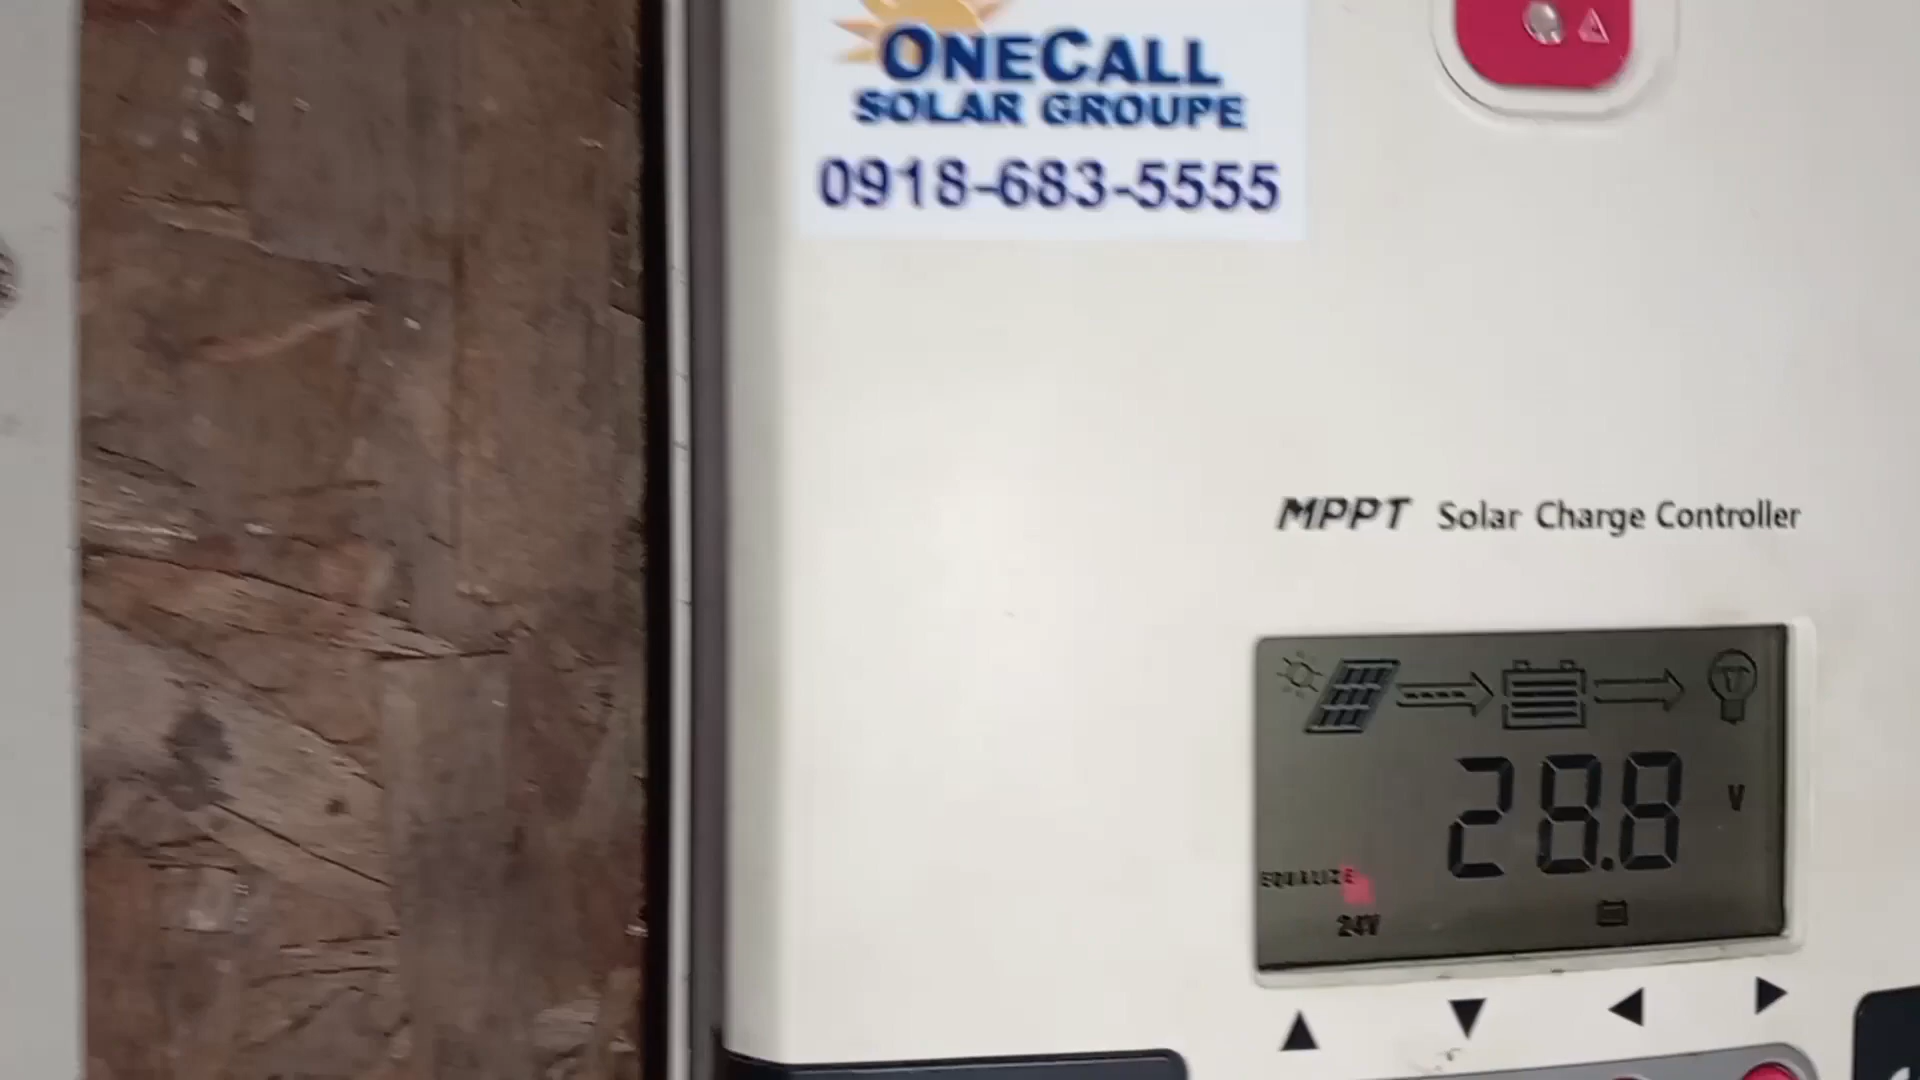 ONECALL
SOLAR GROUPE
0918-683-5555
MPPT Solar Charge Controller
28.8 V
EQUALIZE
24V